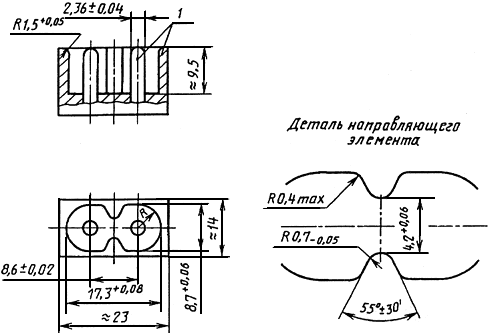 2,36±0,04
1
R1,5+0,05
≈9,5
Деталь направляющего
элемента
R0,4max
4,2+0,06
R0,7-0,05
55°±30'
R
≈14
8,7+0,06
8,6±0,02
17,3+0,08
≈23